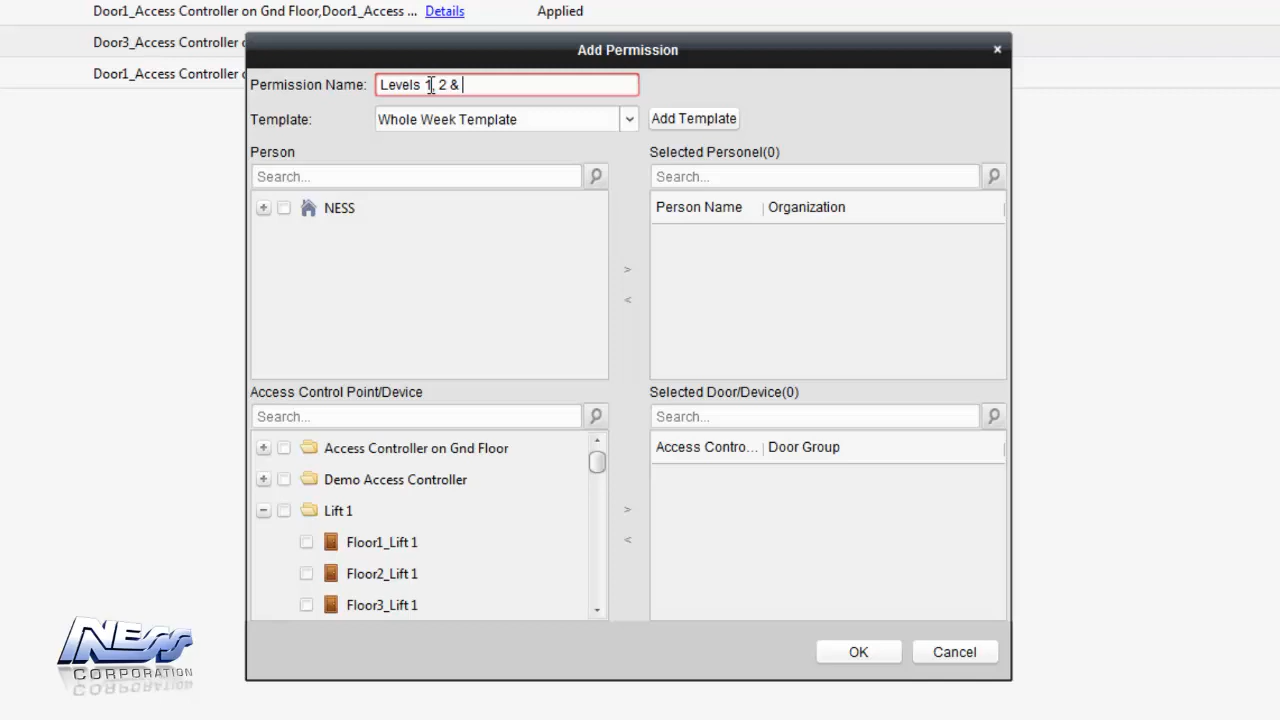 Door1_Access Controller on Gnd Floor,Door1_Access ... Details Applied
Door3_Access Controller
Door1_Access Controller
Add Permission
Permission Name: Levels 1, 2 &
Template: Whole Week Template Add Template
Person
Selected Personel(0)
Search...
Search...
NESS
Person Name Organization
>
<
Access Control Point/Device
Selected Door/Device(0)
Search...
Search...
Access Controller on Gnd Floor
Access Contro... Door Group
Demo Access Controller
Lift 1
>
<
Floor1_Lift 1
Floor2_Lift 1
Floor3_Lift 1
NESS
CORPORATION
OK Cancel